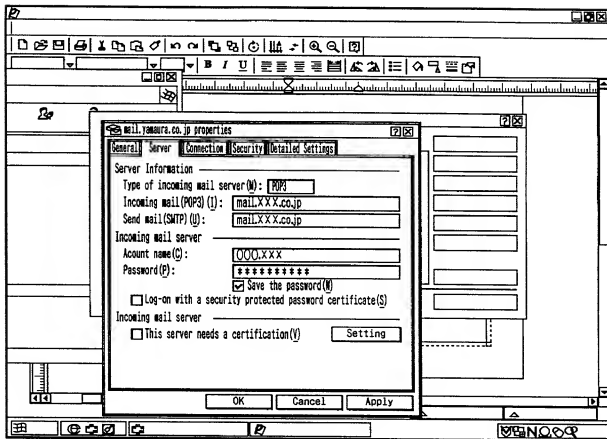 B I U
mail.yamaura.co.jp properties
General Server Connection Security Detailed Settings
Server Information
Type of incoming mail server(M): POP3
Incoming mail(POP3)(I): mail.XXX.co.jp
Send mail(SMTP)(U): mail.XXX.co.jp
Incoming mail server
Acount name(C): OOO.XXX
Password(P): **********
Save the password(W)
Log-on with a security protected password certificate(S)
Incoming mail server
This server needs a certification(V) Setting
OK Cancel Apply